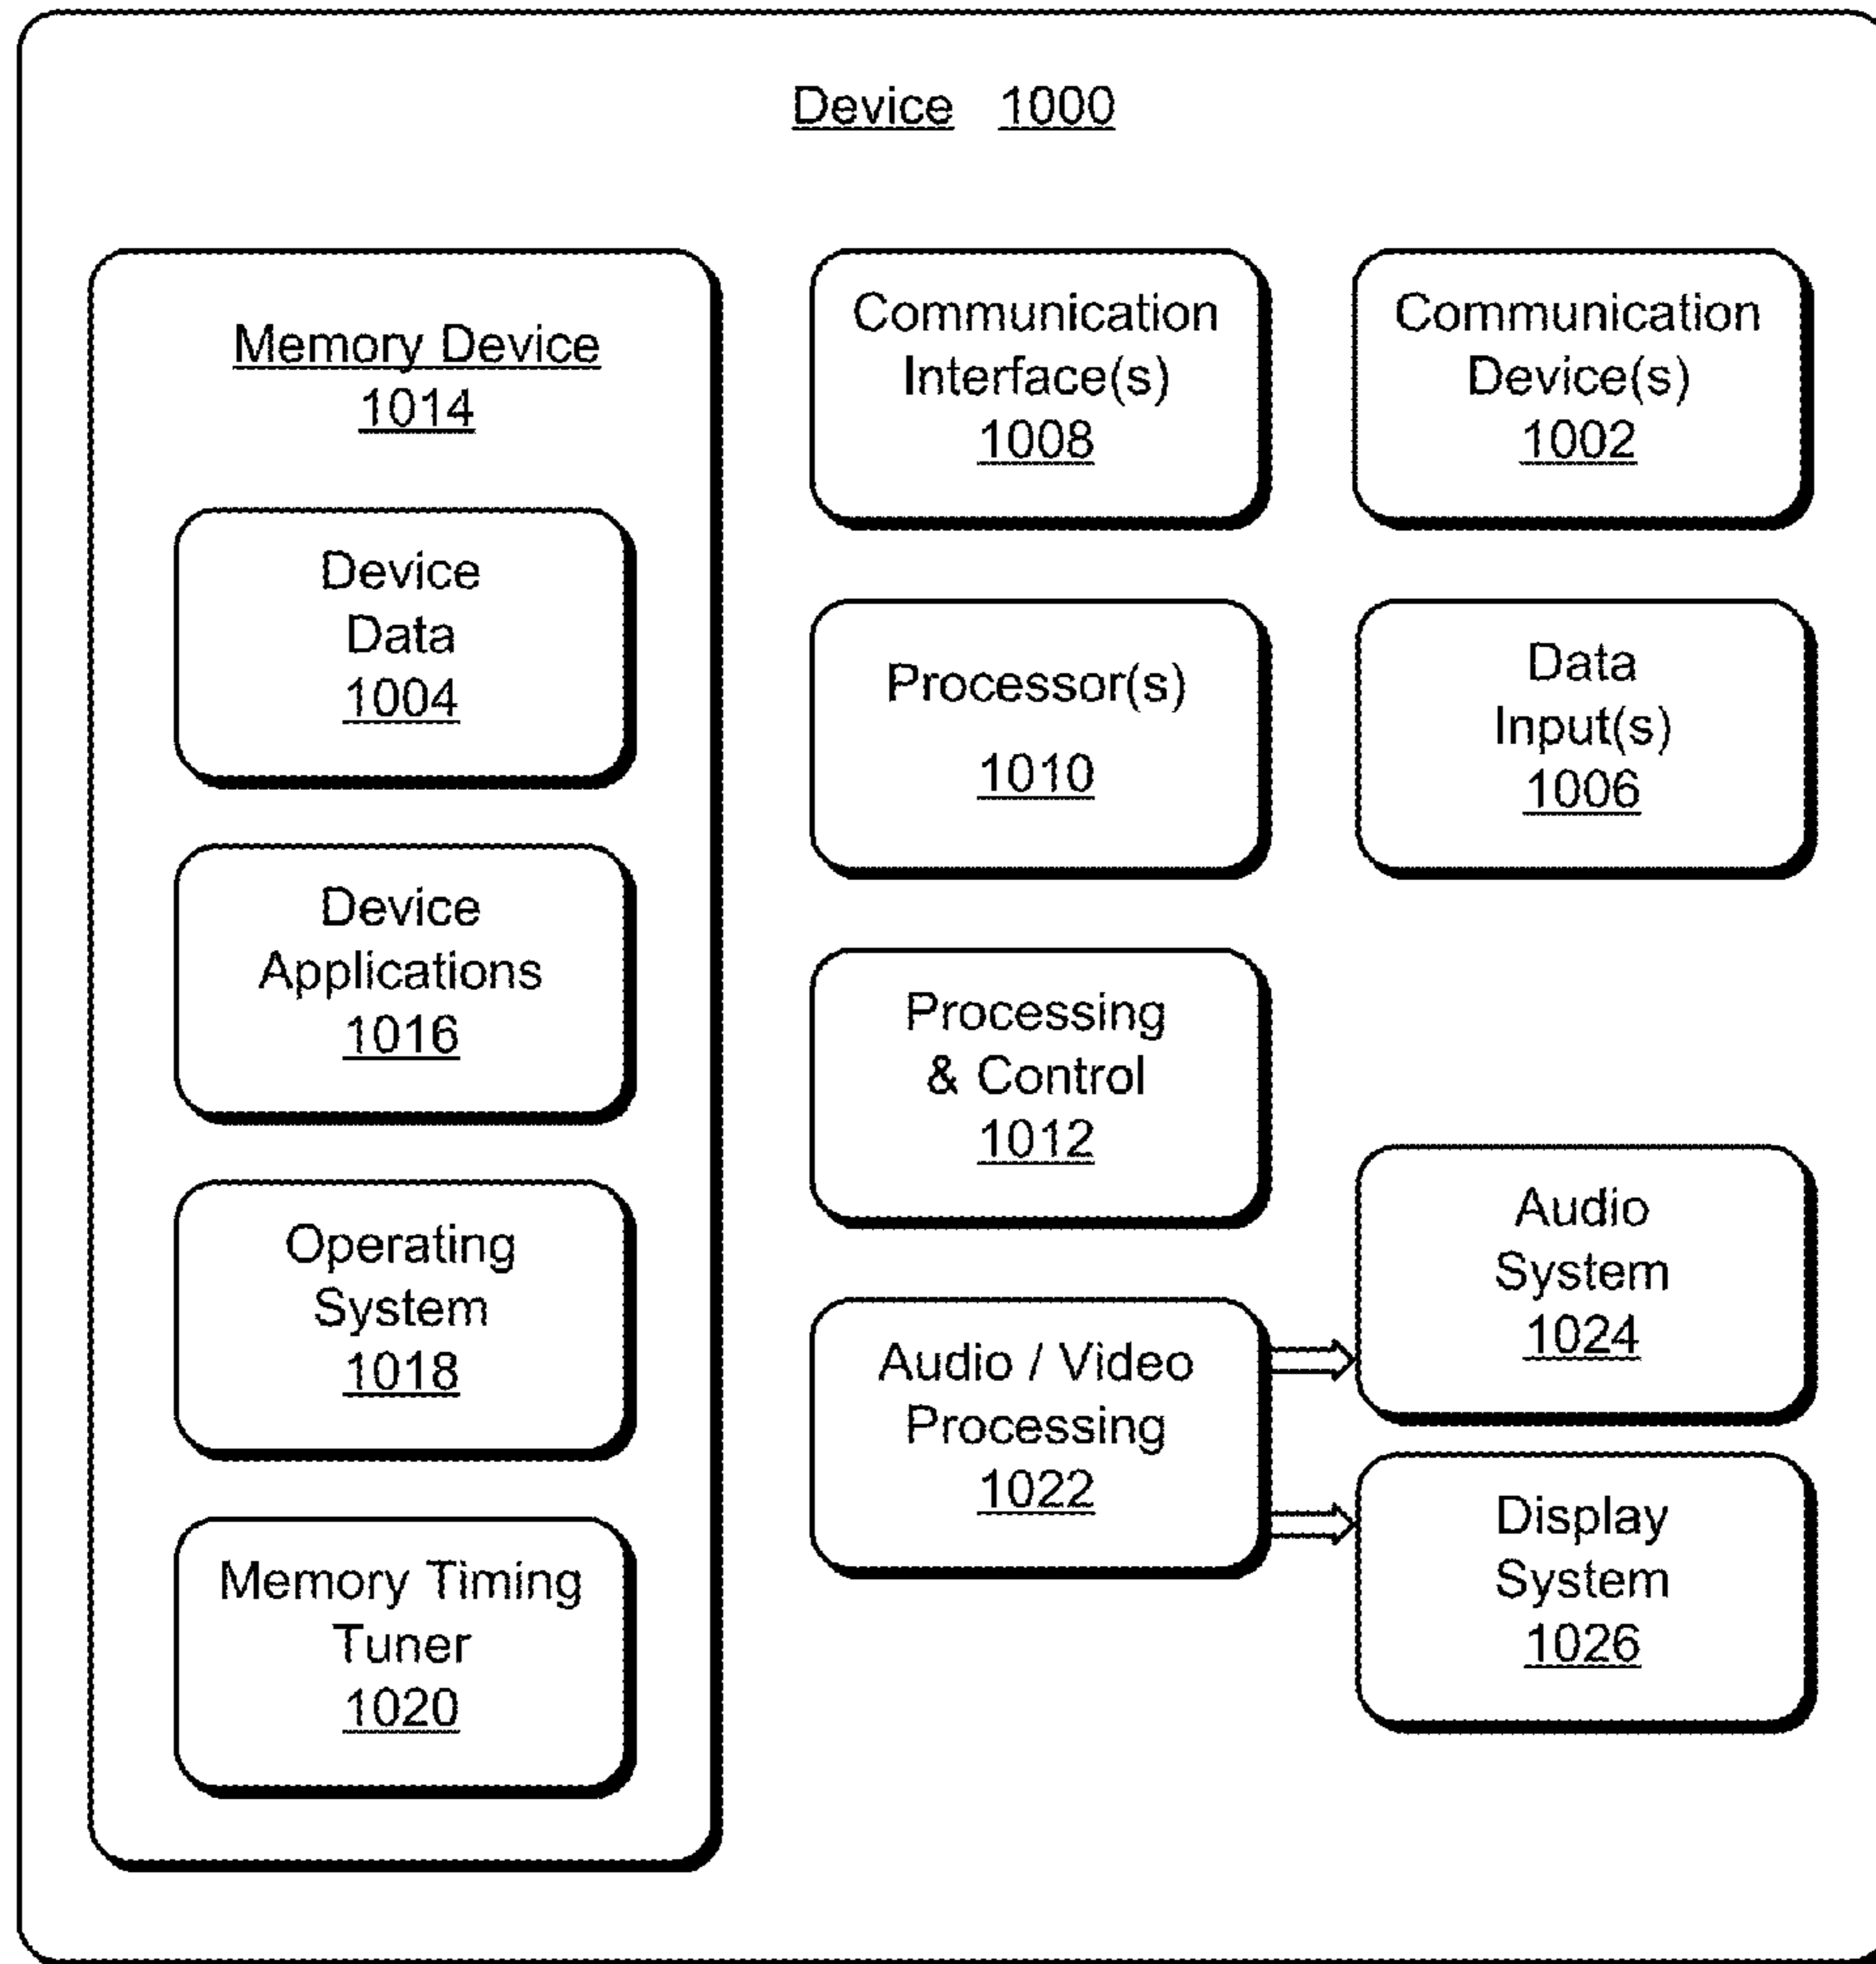 Device 1000
Memory Device
1014
Device
Data
1004
Device
Applications
1016
Operating
System
1018
Memory Timing
Tuner
1020
Communication
Interface(s)
1008
Processor(s)
1010
Processing
& Control
1012
Audio / Video
Processing
1022
Communication
Device(s)
1002
Data
Input(s)
1006
Audio
System
1024
Display
System
1026